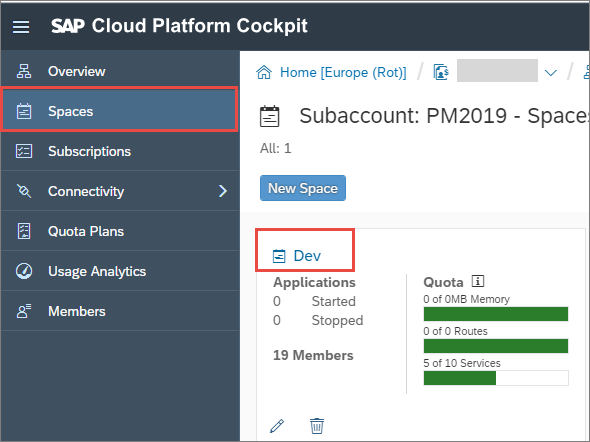 SAP Cloud Platform Cockpit
Overview
Spaces
Subscriptions
Connectivity
Quota Plans
Usage Analytics
Members
Home [Europe (Rot)] / /
Subaccount: PM2019 - Spaces
All: 1
New Space
Dev
Applications
0 Started
0 Stopped
19 Members
Quota
0 of 0MB Memory
0 of 0 Routes
5 of 10 Services